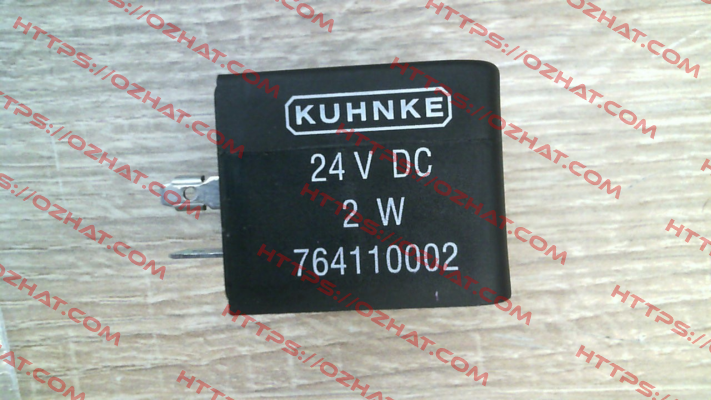 KUHNKE
24 V DC
2 W
764110002
HTTPS://OZHAT.COM